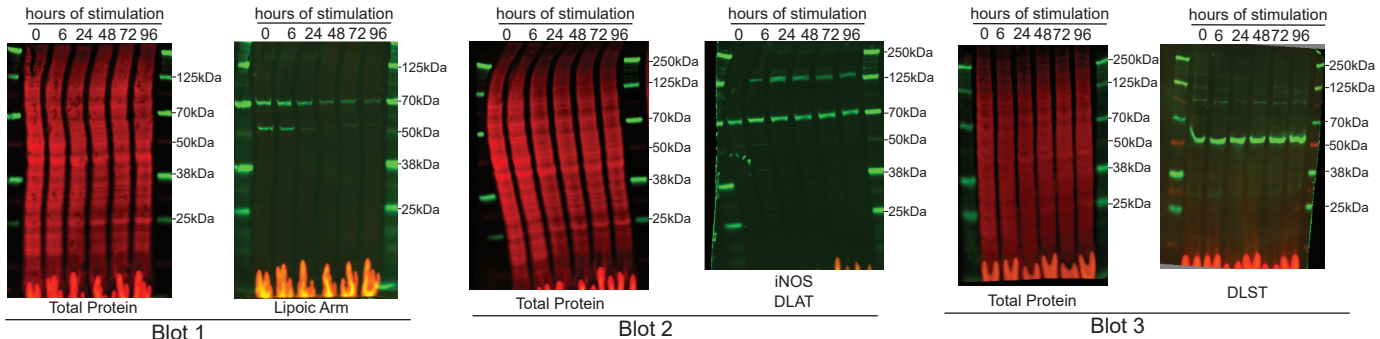 hours of stimulation
0 6 24 48 72 96
125kDa
70kDa
50kDa
38kDa
25kDa
Total Protein
hours of stimulation
0 6 24 48 72 96
125kDa
70kDa
50kDa
38kDa
25kDa
Lipoic Arm
Blot 1
hours of stimulation
0 6 24 48 72 96
250kDa
125kDa
70kDa
50kDa
38kDa
25kDa
Total Protein
hours of stimulation
0 6 24 48 72 96
250kDa
125kDa
70kDa
50kDa
38kDa
25kDa
iNOS
DLAT
Blot 2
hours of stimulation
0 6 24 48 72 96
250kDa
125kDa
70kDa
50kDa
38kDa
25kDa
Total Protein
hours of stimulation
0 6 24 48 72 96
250kDa
125kDa
70kDa
50kDa
38kDa
25kDa
DLST
Blot 3